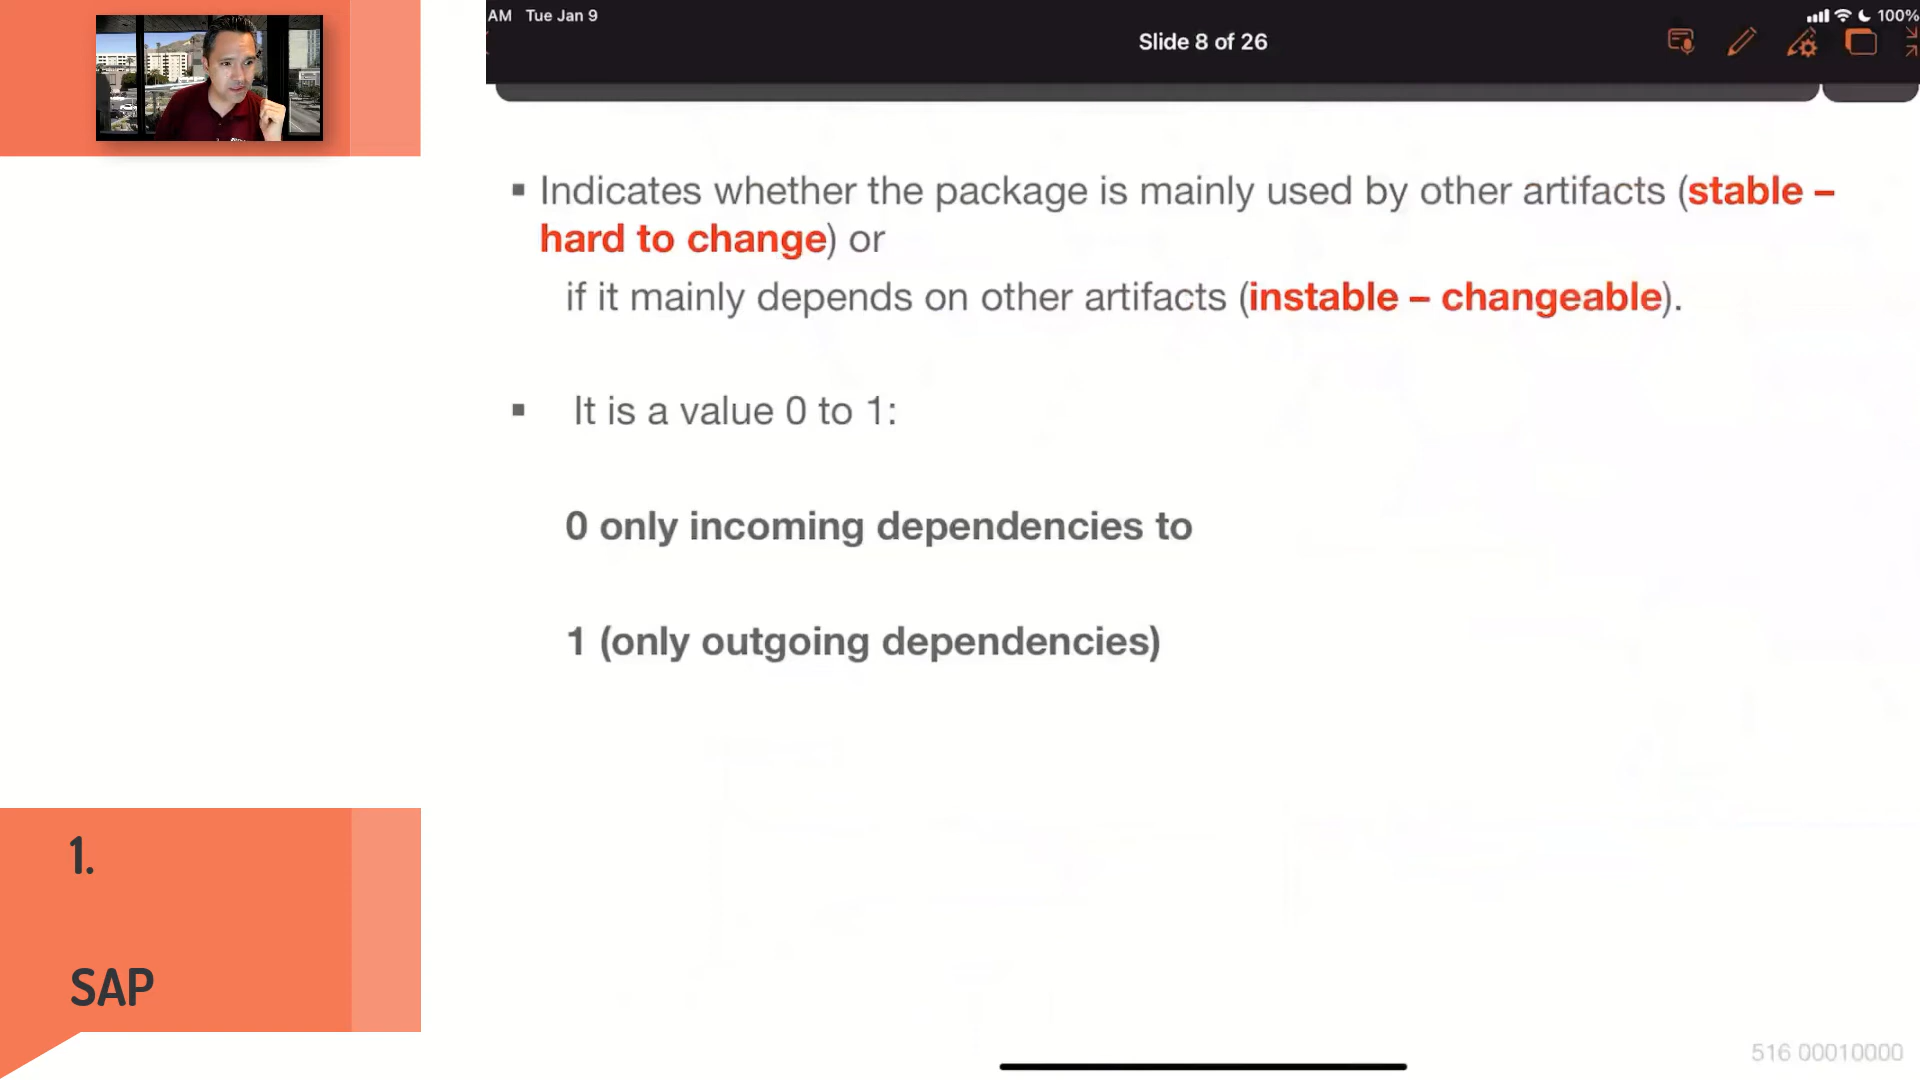 AM Tue Jan 9
100%
Slide 8 of 26
▪ Indicates whether the package is mainly used by other artifacts (stable –
hard to change) or
if it mainly depends on other artifacts (instable – changeable).
▪ It is a value 0 to 1:
0 only incoming dependencies to
1 (only outgoing dependencies)
1.
SAP
516 00010000